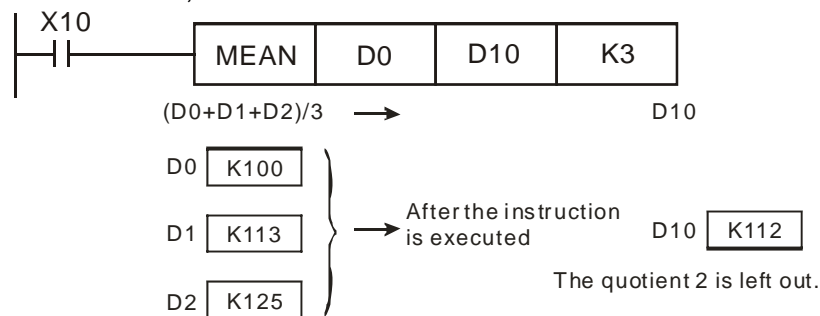 X10
MEAN D0 D10 K3
(D0+D1+D2)/3 D10
D0 K100
D1 K113
D2 K125
After the instruction
is executed
D10 K112
The quotient 2 is left out.